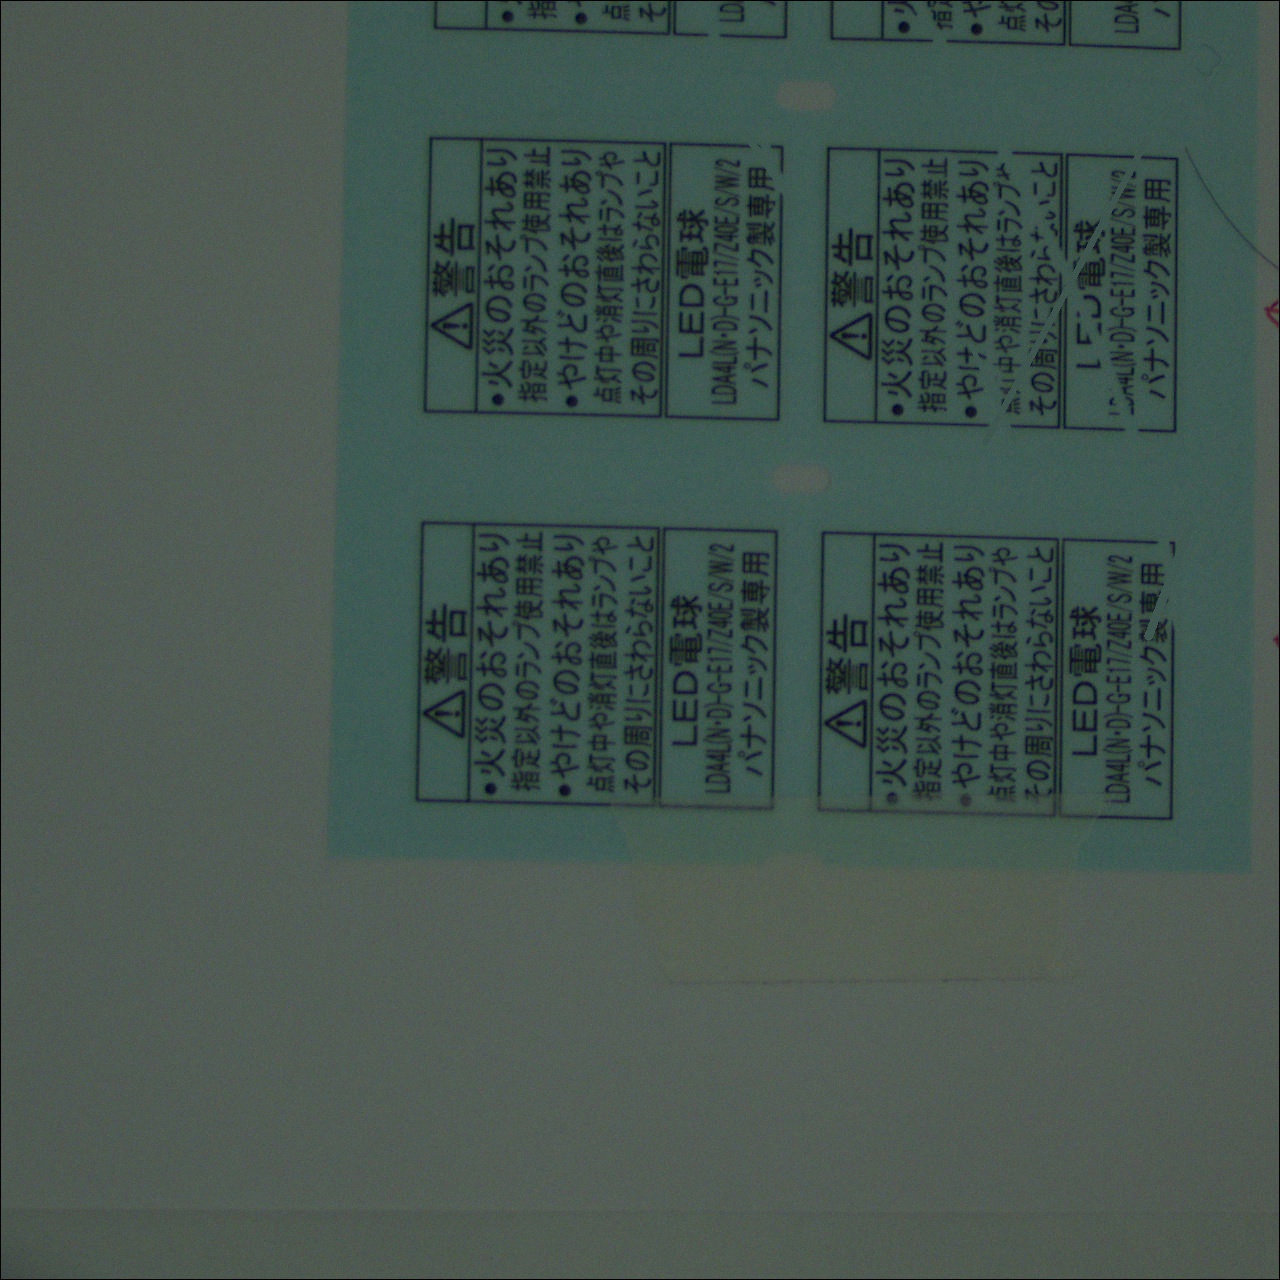 ⚠警告
●火災のおそれあり
指定以外のランプ使用禁止
●やけどのおそれあり
点灯中や消灯直後はランプや
その周りにさわらないこと
LED電球
LDA4L(N・D)-G-E17/Z40E/S/W/2
パナソニック製専用
⚠警告
●火災のおそれあり
指定以外のランプ使用禁止
●やけどのおそれあり
点灯中や消灯直後はランプや
その周りにさわらないこと
LED電球
LDA4L(N・D)-G-E17/Z40E/S/W/2
パナソニック製専用
⚠警告
●火災のおそれあり
指定以外のランプ使用禁止
●やけどのおそれあり
点灯中や消灯直後はランプや
その周りにさわらないこと
LED電球
LDA4L(N・D)-G-E17/Z40E/S/W/2
パナソニック製専用
⚠警告
●火災のおそれあり
指定以外のランプ使用禁止
●やけどのおそれあり
点灯中や消灯直後はランプや
その周りにさわらないこと
LED電球
LDA4L(N・D)-G-E17/Z40E/S/W/2
パナソニック製専用